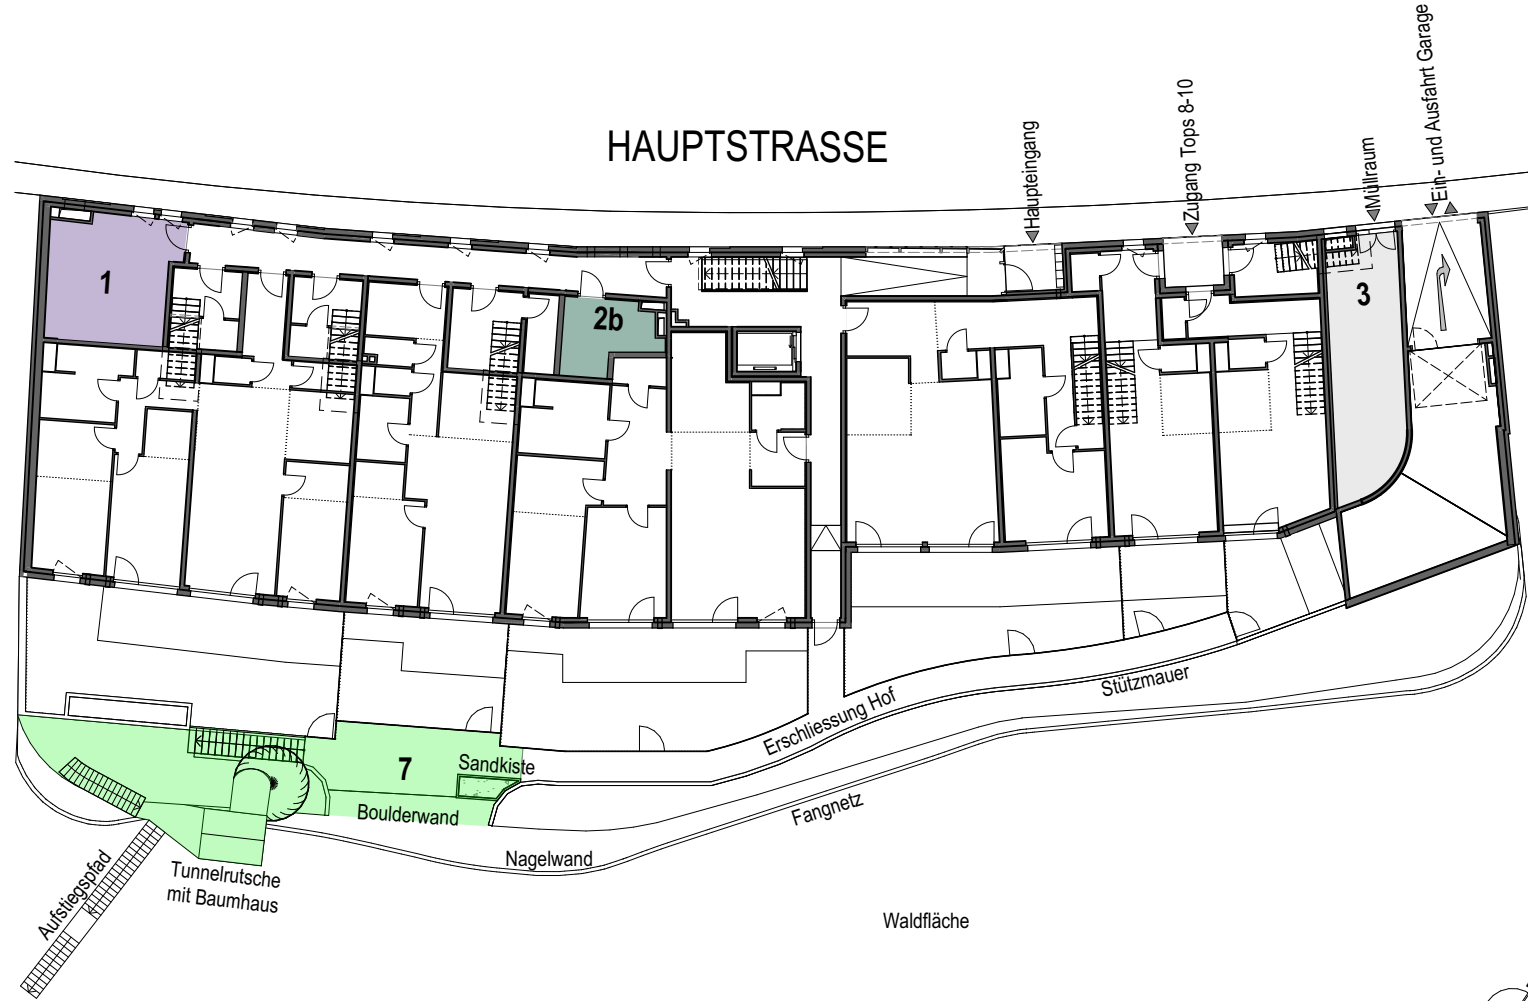 HAUPTSTRASSE
Haupteingang
Zugang Tops 8-10
Müllraum
Ein- und Ausfahrt Garage
1
2b
3
7
Sandkiste
Boulderwand
Erschliessung Hof
Stützmauer
Fangnetz
Nagelwand
Tunnelrutsche
mit Baumhaus
Aufstiegspfad
Waldfläche